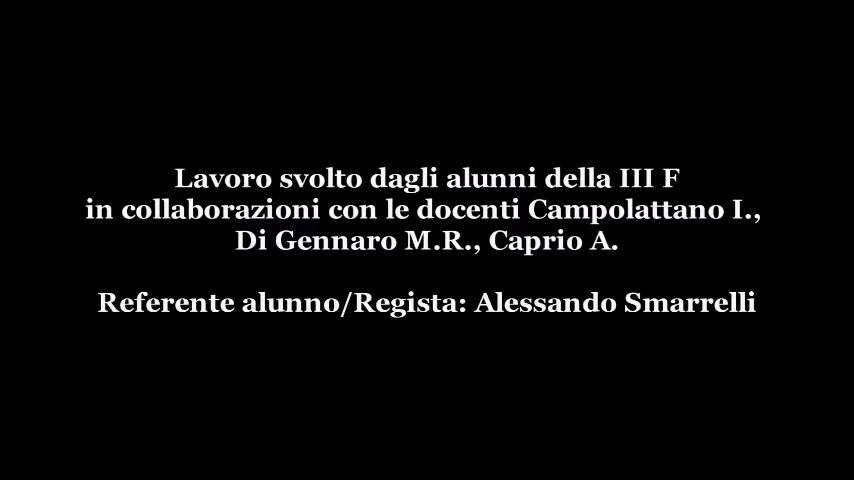 Lavoro svolto dagli alunni della III F
in collaborazioni con le docenti Campolattano I.,
Di Gennaro M.R., Caprio A.
Referente alunno/Regista: Alessando Smarrelli